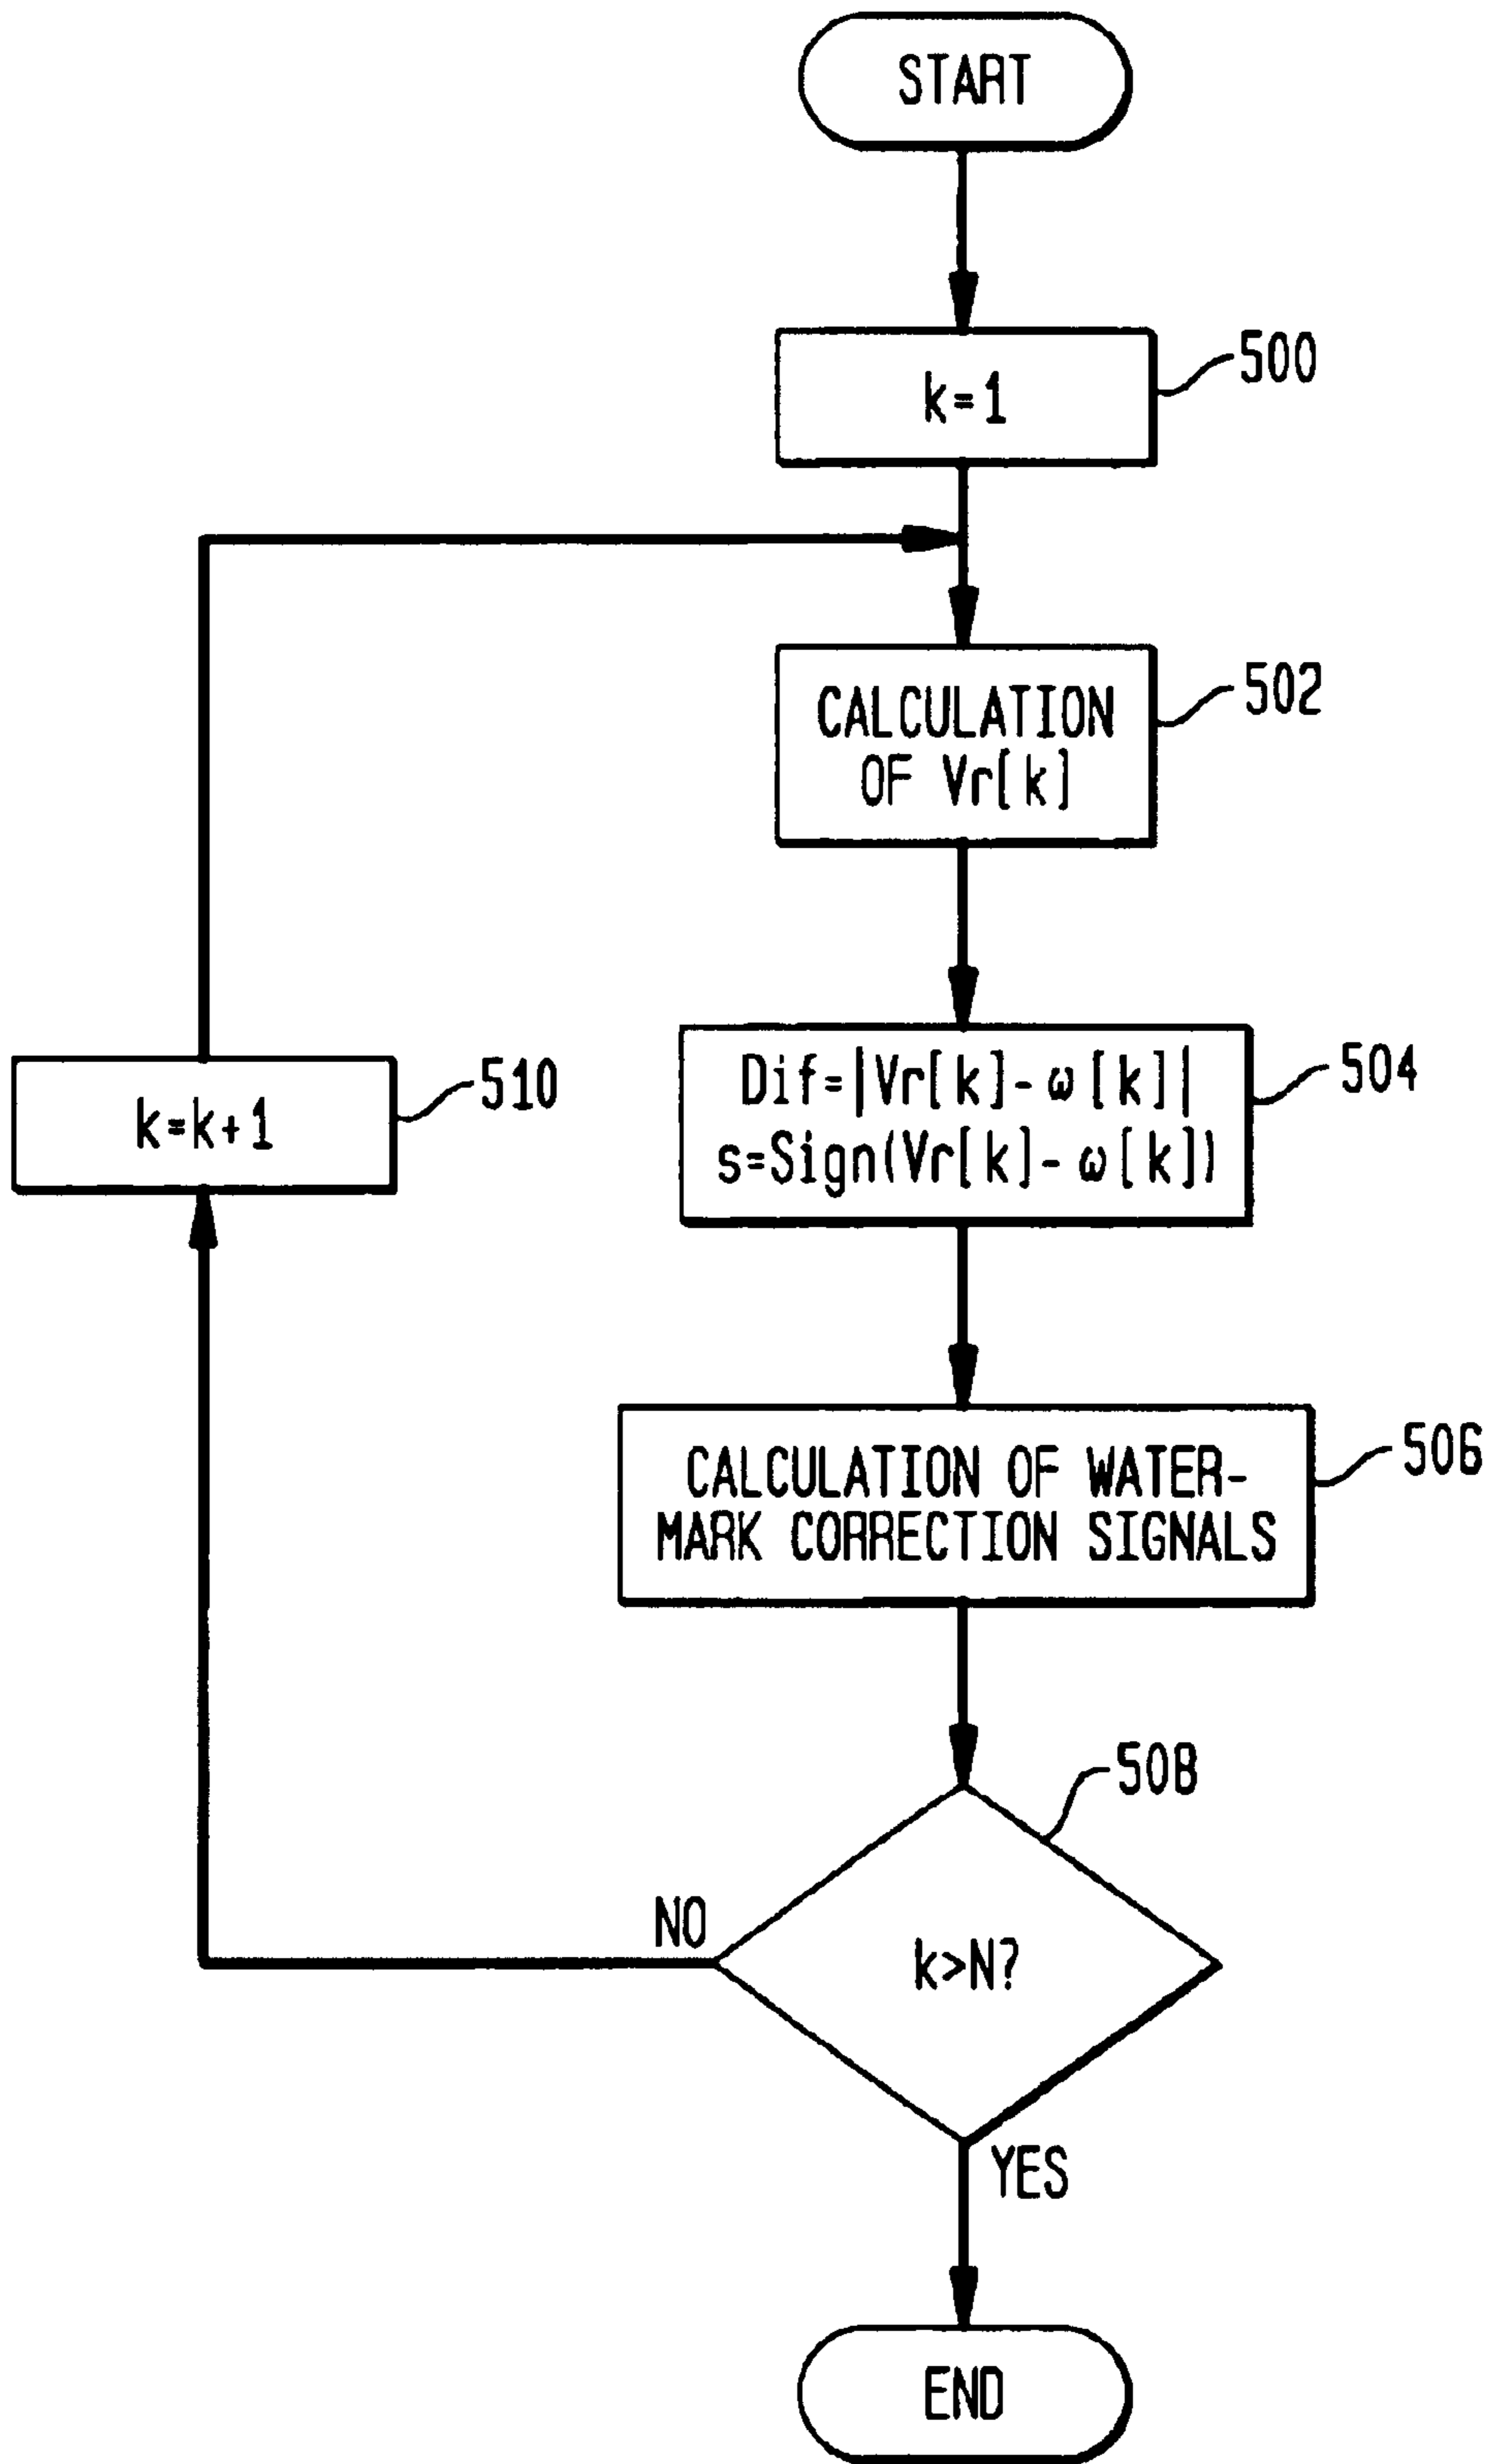 START
k=1
500
CALCULATION
OF Vr[k]
502
Dif=|Vr[k]-ω[k]|
s=Sign(Vr[k]-ω[k])
504
k=k+1
510
CALCULATION OF WATER-
MARK CORRECTION SIGNALS
506
508
NO
k>N?
YES
END